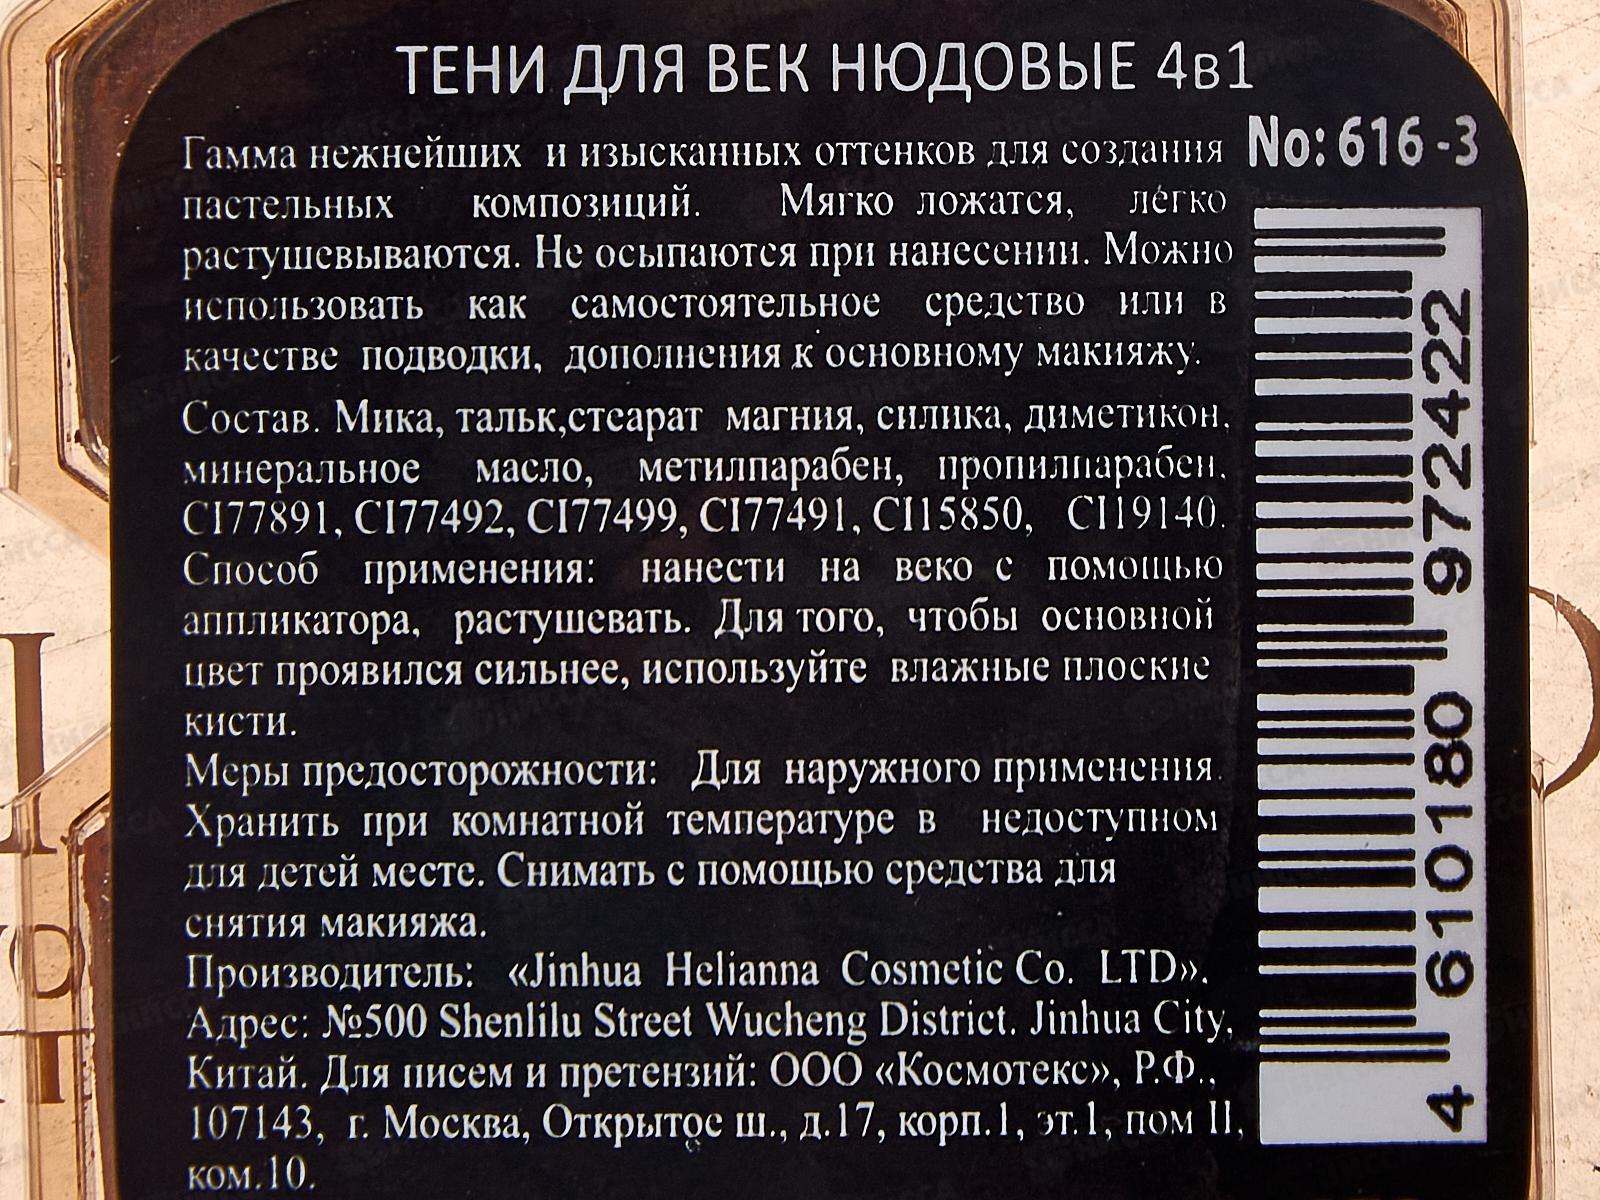 ТЕНИ ДЛЯ ВЕК НЮДОВЫЕ 4в1
No: 616-3
Гамма нежнейших и изысканных оттенков для создания
пастельных композиций. Мягко ложатся, легко
растушевываются. Не осыпаются при нанесении. Можно
использовать как самостоятельное средство или в
качестве подводки, дополнения к основному макияжу.
Состав. Мика, тальк,стеарат магния, силика, диметикон,
минеральное масло, метилпарабен, пропилпарабен,
CI77891, CI77492, CI77499, CI77491, CI15850, CI19140.
Способ применения: нанести на веко с помощью
аппликатора, растушевать. Для того, чтобы основной
цвет проявился сильнее, используйте влажные плоские
кисти.
Меры предосторожности: Для наружного применения.
Хранить при комнатной температуре в недоступном
для детей месте. Снимать с помощью средства для
снятия макияжа.
Производитель: «Jinhua Helianna Cosmetic Co. LTD».
Адрес: №500 Shenlilu Street Wucheng District. Jinhua City,
Китай. Для писем и претензий: ООО «Космотекс», Р.Ф.,
107143, г. Москва, Открытое ш., д.17, корп.1, эт.1, пом II,
ком.10.
4 610180 972422